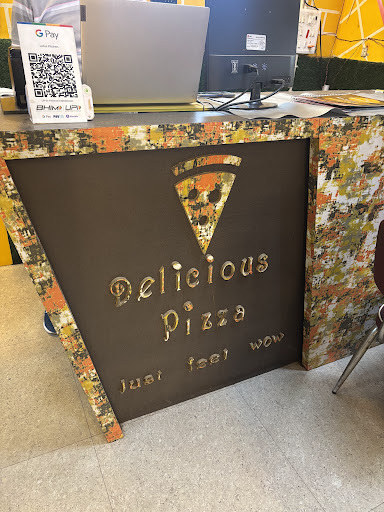 G Pay
BHIM UPI
Delicious
Pizza
Just feel wow